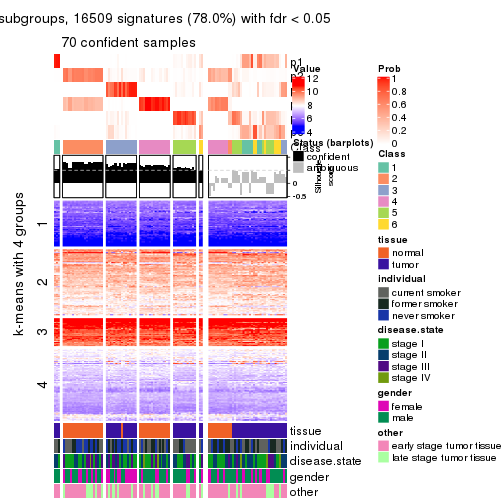 subgroups, 16509 signatures (78.0%) with fdr < 0.05
70 confident samples
p1
Value
12
10
8
6
4
Prob
1
0.8
0.6
0.4
0.2
0
Class
Status (barplots)
confident
ambiguous
0
-0.5
Silhouette
score
Class
1
2
3
4
5
6
k-means with 4 groups
1
2
3
4
tissue
normal
tumor
individual
current smoker
former smoker
never smoker
disease.state
stage I
stage II
stage III
stage IV
gender
female
male
other
early stage tumor tissue
late stage tumor tissue
tissue
individual
disease.state
gender
other